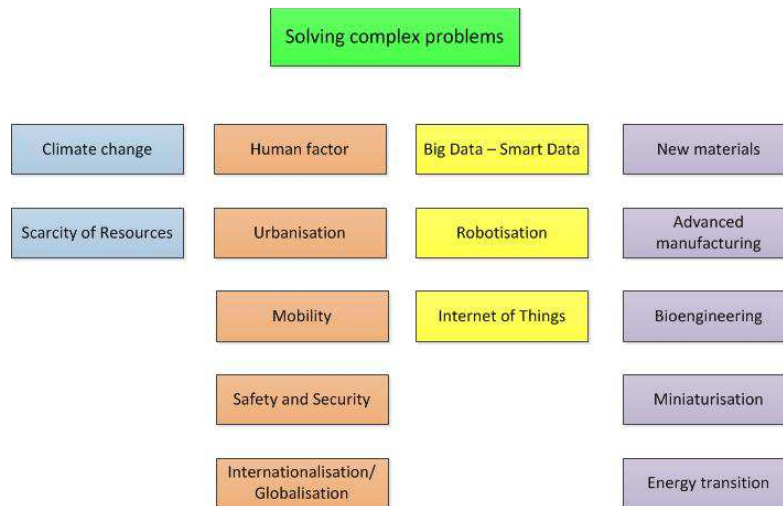 Solving complex problems
Climate change
Human factor
Big Data – Smart Data
New materials
Scarcity of Resources
Urbanisation
Robotisation
Advanced
manufacturing
Mobility
Internet of Things
Bioengineering
Safety and Security
Miniaturisation
Internationalisation/
Globalisation
Energy transition